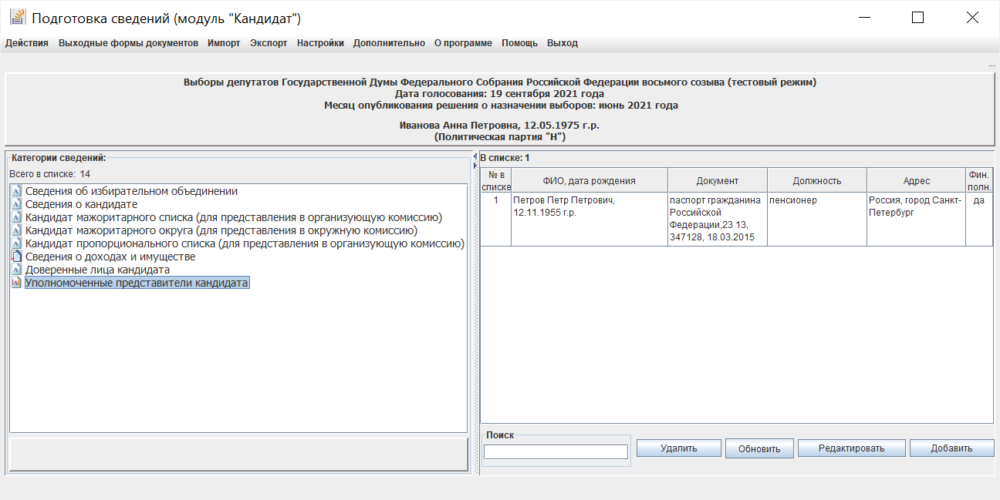 Подготовка сведений (модуль "Кандидат")
Действия Выходные формы документов Импорт Экспорт Настройки Дополнительно О программе Помощь Выход
...
Выборы депутатов Государственной Думы Федерального Собрания Российской Федерации восьмого созыва (тестовый режим)
Дата голосования: 19 сентября 2021 года
Месяц опубликования решения о назначении выборов: июнь 2021 года
Иванова Анна Петровна, 12.05.1975 г.р.
(Политическая партия "Н")
Категории сведений:
Всего в списке: 14
Сведения об избирательном объединении
Сведения о кандидате
Кандидат мажоритарного списка (для представления в организующую комиссию)
Кандидат мажоритарного округа (для представления в окружную комиссию)
Кандидат пропорционального списка (для представления в организующую комиссию)
Сведения о доходах и имуществе
Доверенные лица кандидата
Уполномоченные представители кандидата
В списке: 1
№ в
списке
ФИО, дата рождения
Документ
Должность
Адрес
Фин.
полн.
1
Петров Петр Петрович,
12.11.1955 г.р.
паспорт гражданина
Российской
Федерации,23 13,
347128, 18.03.2015
пенсионер
Россия, город Санкт-
Петербург
да
Поиск
Удалить
Обновить
Редактировать
Добавить